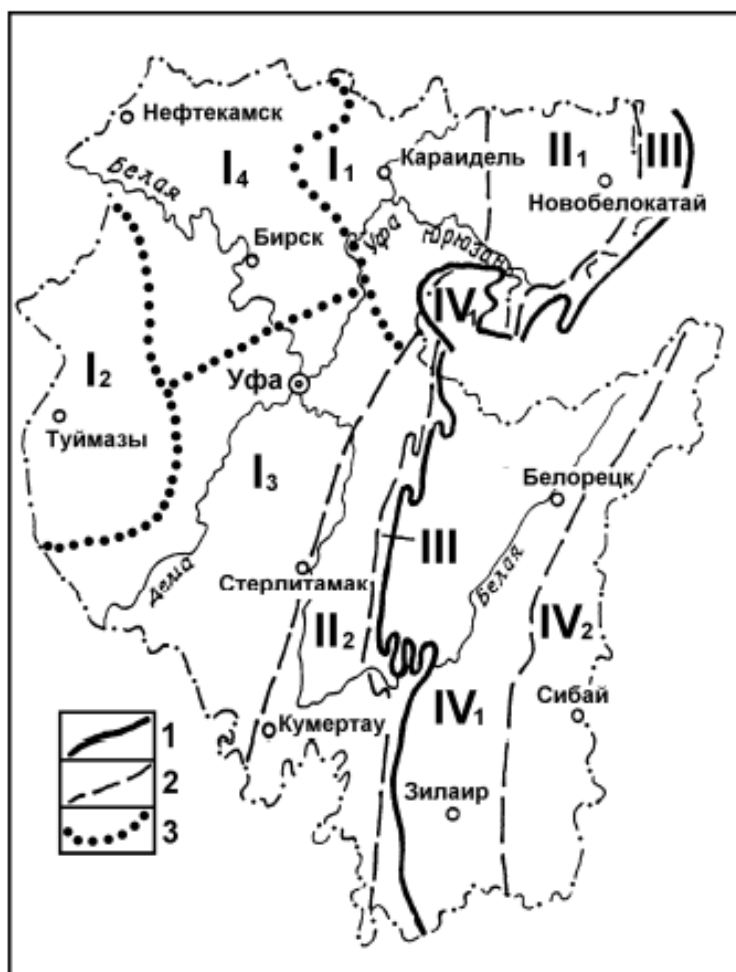 Нефтекамск
Белая
I4
I1
Караидель
II1
III
Новобелокатай
Бирск
Уфа
Юрюзань
IV
I2
Уфа
Туймазы
I3
Белорецк
Дема
III
Белая
Стерлитамак
II2
IV2
Сибай
IV1
Кумертау
Зилаир
1
2
3